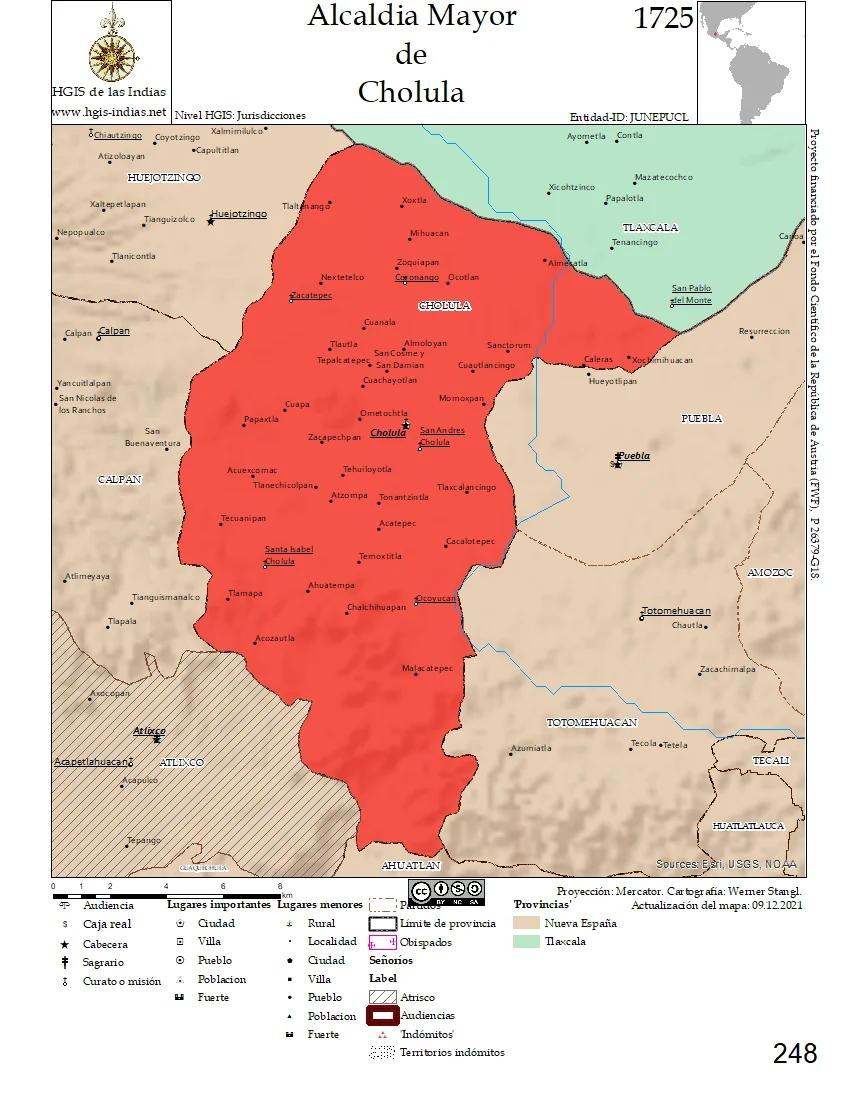 Alcaldia Mayor
de
Cholula
1725
HGIS de las Indias
www.hgis-indias.net
Nivel HGIS: Jurisdicciones
Entidad-ID: JUNEPUCL
Proyecto financiado por el Fondo Científico de la República de Austria (FWF), P 26379-G18.
Chiautzingo
Coyotzingo
Xalmimilulco
Capultitlan
Atizoloayan
HUEJOTZINGO
Xaltepetlapan
Tianguizolco
Huejotzingo
Nepopualco
Tlanicontla
Tlaltenango
Xoxtla
Mihuacan
Zoquiapan
Nextetelco
Coronango
Ocotlan
Zacatepec
CHOLULA
Ayometla
Contla
Mazatecochco
Xicohtzinco
Papalotla
TLAXCALA
Tenancingo
Almecatla
San Pablo
del Monte
Resurreccion
Calpan
Calpan
Cuanala
Tlautla
Almoloyan
San Cosme y
San Damian
Tepalcatepec
Sanctorum
Cuautlancingo
Cuachayotlan
Caleras
Xochimihuacan
Hueyotlipan
Yancuitlalpan
San Nicolas de
los Ranchos
Momoxpan
Cuapa
Papaxtla
Ometochtla
Cholula
San Andres
Cholula
Zacapechpan
San
Buenaventura
PUEBLA
Puebla
CALPAN
Acuexcomac
Tehuiloyotla
Tlanechicolpan
Atzompa
Tonantzintla
Tlaxcalancingo
Tecuanipan
Acatepec
Cacalotepec
Santa Isabel
Cholula
Temoxtitla
Atlimeyaya
Tianguismanalco
Tlapala
Tlamapa
Ahuatempa
Chalchihuapan
Ocoyucan
AMOZOC
Totomehuacan
Chautla
Acozautla
Malacatepec
Zacachimalpa
Axocopan
Atlixco
Acapetlahuacan
ATLIXCO
Acapulco
Tepango
TOTOMEHUACAN
Azumiatla
Tecola
Tetela
TECALI
HUATLATLAUCA
AHUATLAN
Sources: Esri, USGS, NOAA
0 1 2 4 6 8
km
BY NC SA
Proyección: Mercator. Cartografía: Werner Stangl.
Actualización del mapa: 09.12.2021
Audiencia
Caja real
Cabecera
Sagrario
Curato o misión
Lugares importantes
Ciudad
Villa
Pueblo
Poblacion
Fuerte
Lugares menores
Rural
Localidad
Ciudad
Villa
Pueblo
Poblacion
Fuerte
Límite de provincia
Obispados
Señoríos
Label
Atrisco
Audiencias
'Indómitos'
Territorios indómitos
'Provincias'
Nueva España
Tlaxcala
248